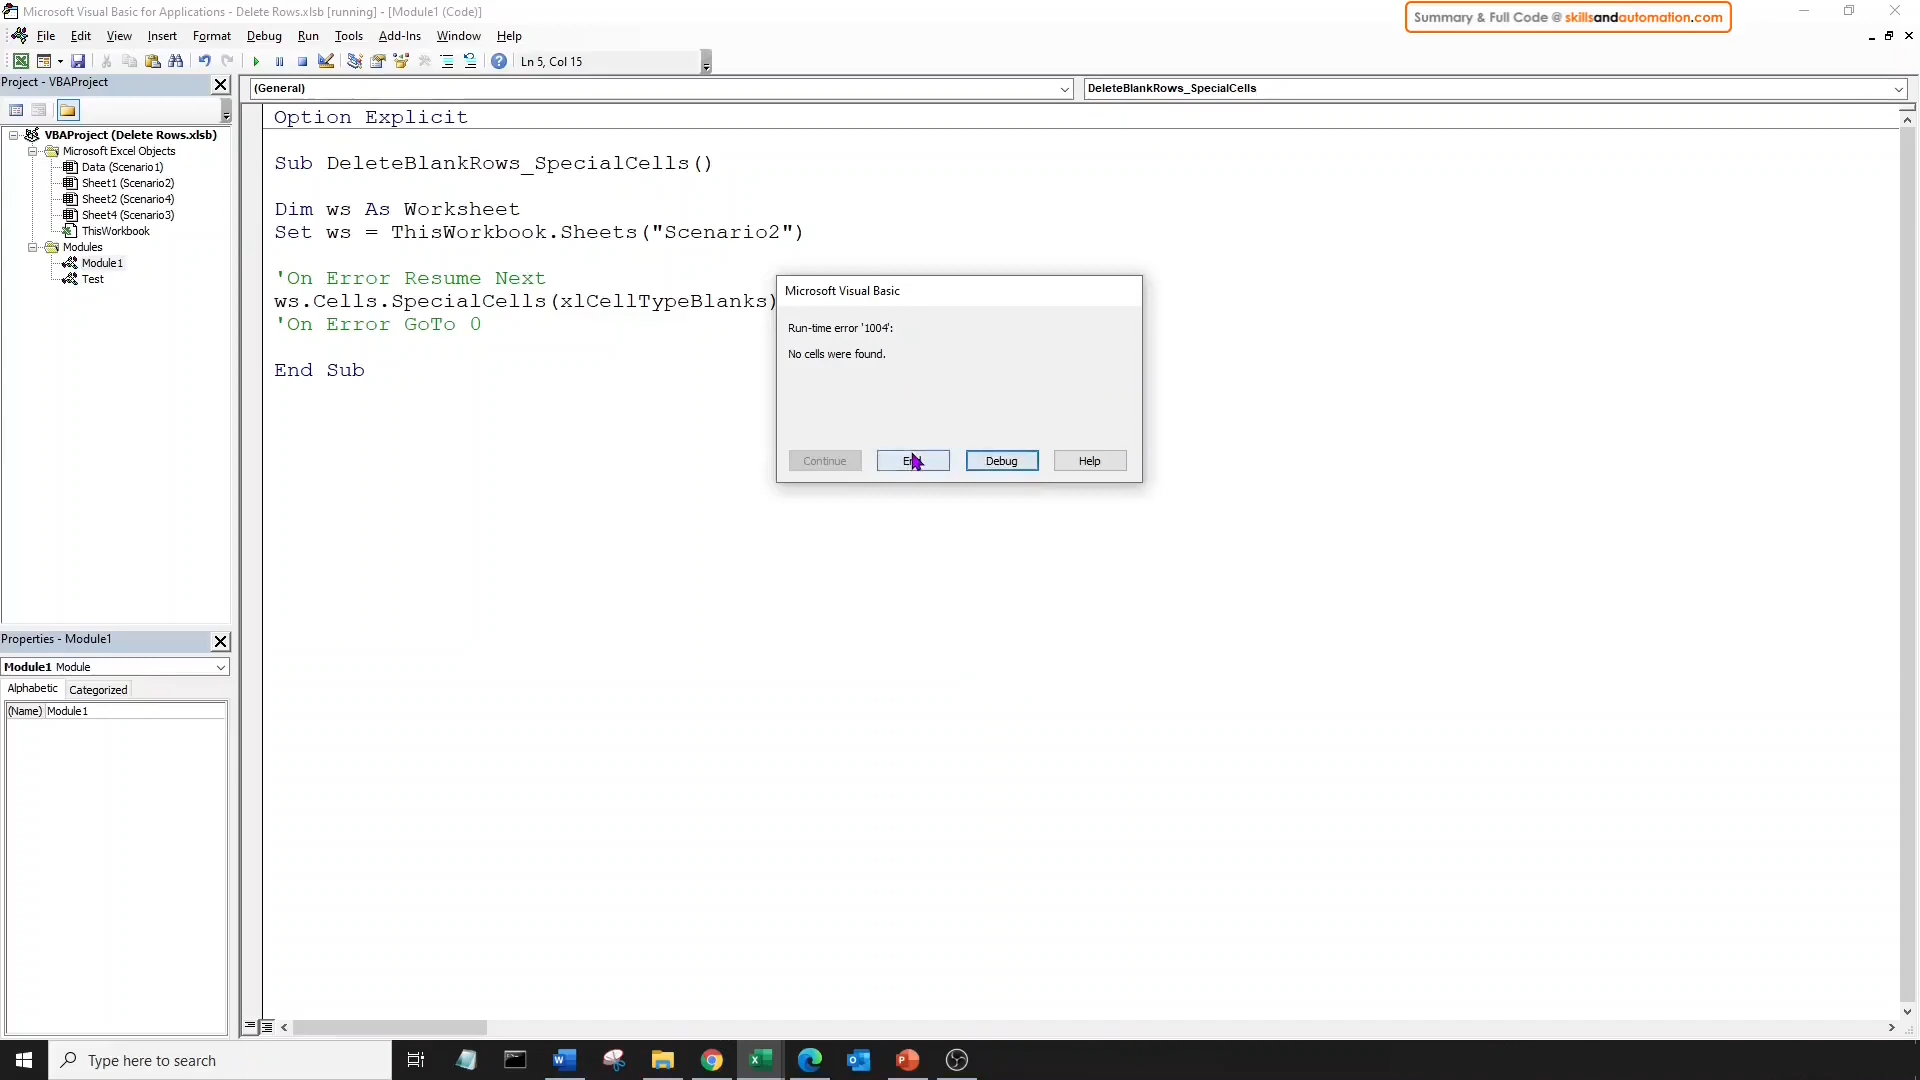 Microsoft Visual Basic for Applications - Delete Rows.xlsb [running] - [Module1 (Code)]
Summary & Full Code @ skillsandautomation.com
File Edit View Insert Format Debug Run Tools Add-Ins Window Help
Ln 5, Col 15
Project - VBAProject
(General)
DeleteBlankRows_SpecialCells
VBAProject (Delete Rows.xlsb)
Microsoft Excel Objects
Data (Scenario1)
Sheet1 (Scenario2)
Sheet2 (Scenario4)
Sheet4 (Scenario3)
ThisWorkbook
Modules
Module1
Test
Option Explicit
Sub DeleteBlankRows_SpecialCells()
Dim ws As Worksheet
Set ws = ThisWorkbook.Sheets("Scenario2")
'On Error Resume Next
ws.Cells.SpecialCells(xlCellTypeBlanks)
'On Error GoTo 0
End Sub
Microsoft Visual Basic
Run-time error '1004':
No cells were found.
Continue
Debug
Help
Properties - Module1
Module1 Module
Alphabetic Categorized
(Name) Module1
Type here to search